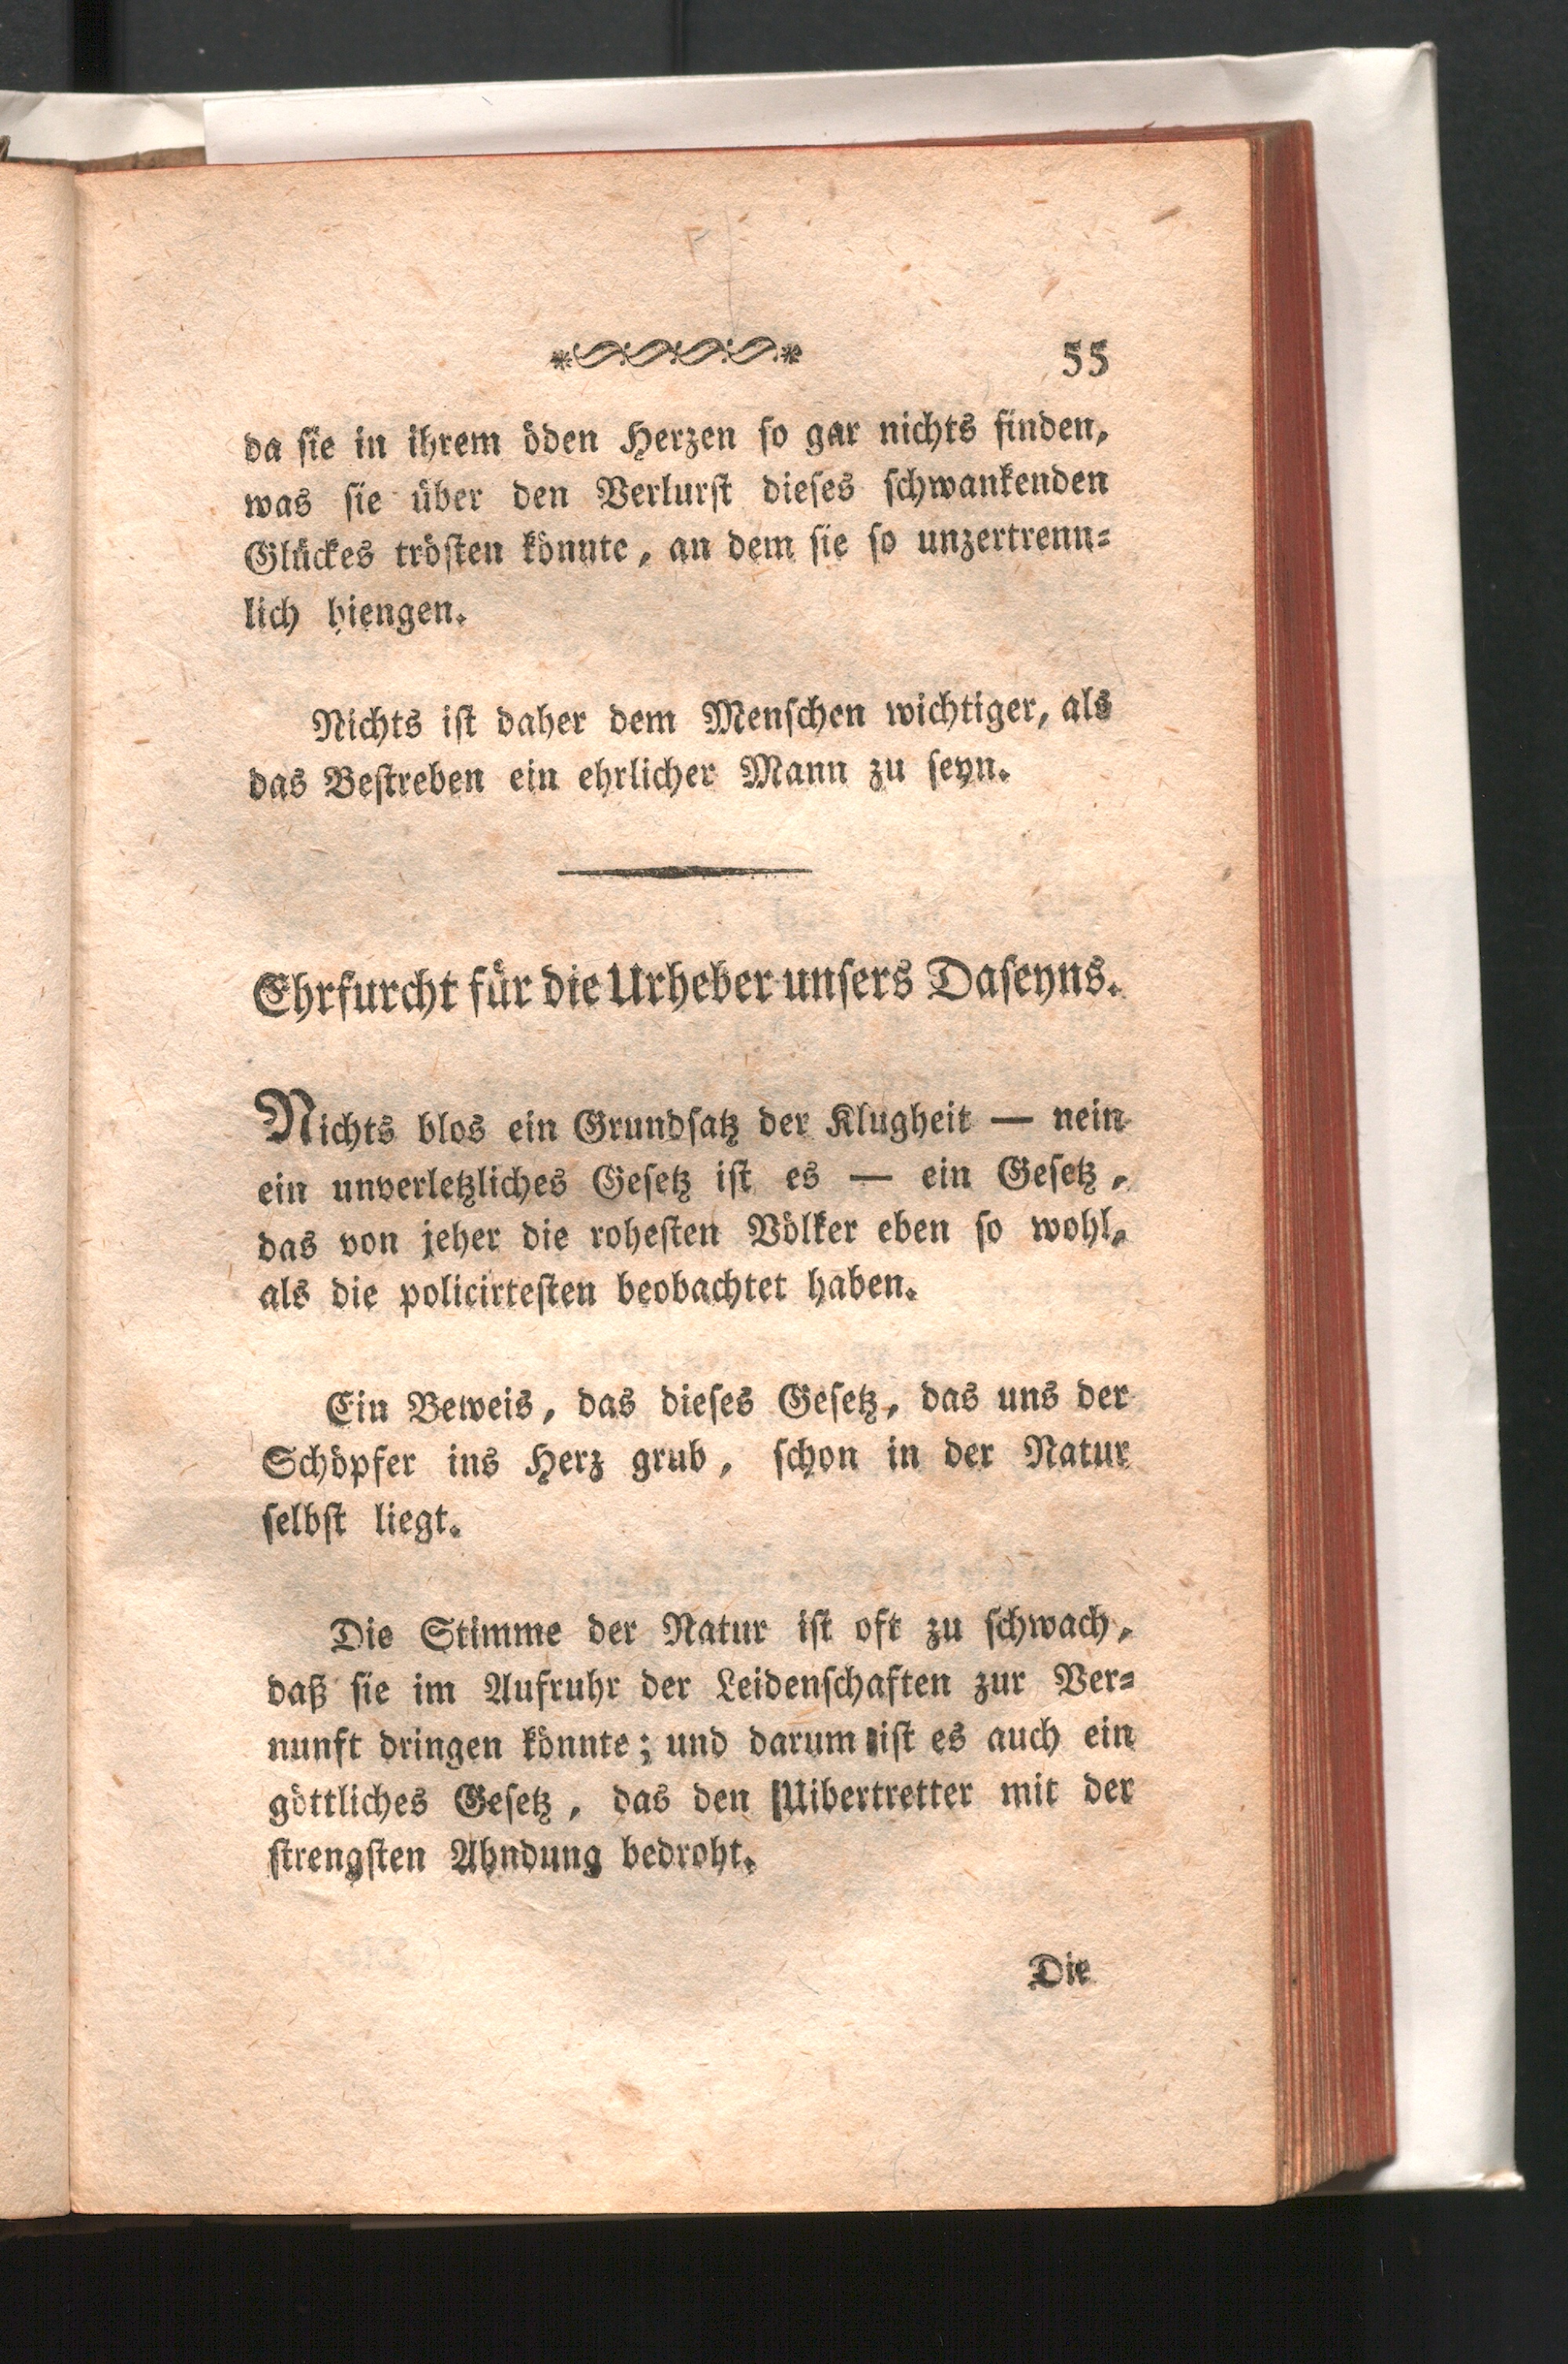 55
da sie in ihrem öden Herzen so gar nichts finden,
was sie über den Verlurst dieses schwankenden
Glückes trösten könnte, an dem sie so unzertrenn=
lich hiengen.
Nichts ist daher dem Menschen wichtiger, als
das Bestreben ein ehrlicher Mann zu seyn.
Ehrfurcht für die Urheber unsers Daseyns.
Nichts blos ein Grundsatz der Klugheit — nein
ein unverletzliches Gesetz ist es — ein Gesetz,
das von jeher die rohesten Völker eben so wohl,
als die policirtesten beobachtet haben.
Ein Beweis, das dieses Gesetz, das uns der
Schöpfer ins Herz grub, schon in der Natur
selbst liegt.
Die Stimme der Natur ist oft zu schwach,
daß sie im Aufruhr der Leidenschaften zur Ver=
nunft dringen könnte; und darum ist es auch ein
göttliches Gesetz, das den Uibertretter mit der
strengsten Ahndung bedroht.
Die